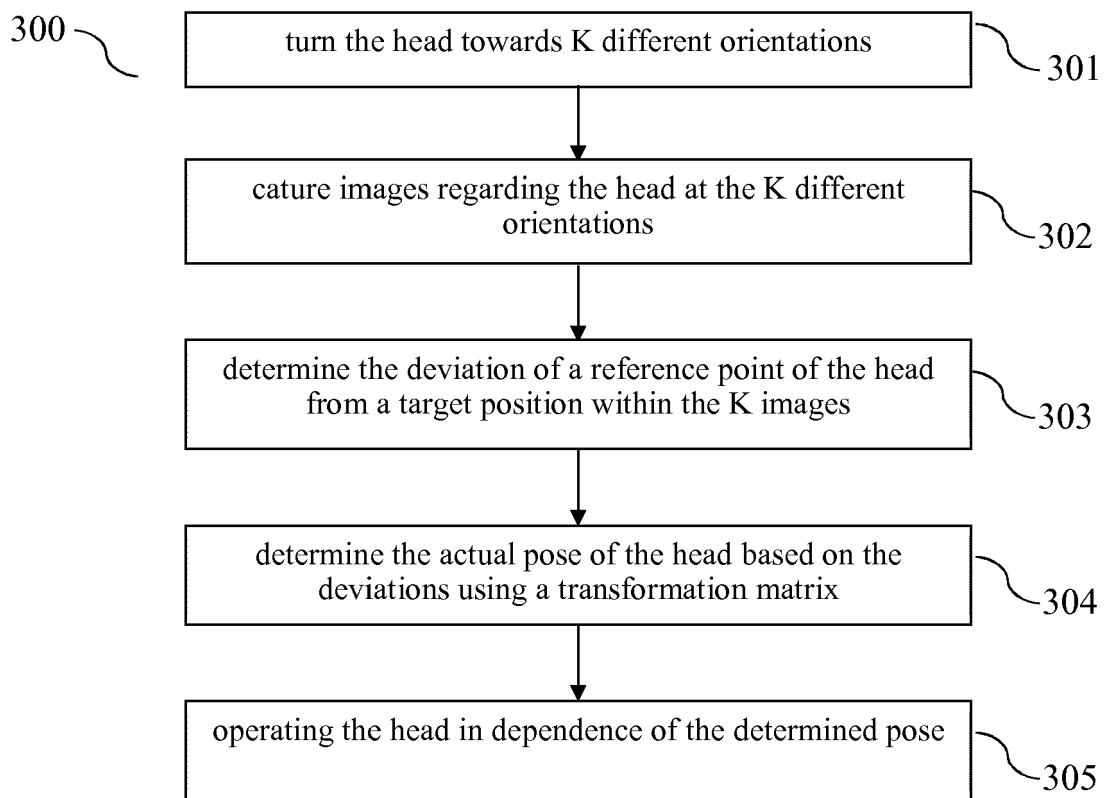 300
turn the head towards K different orientations
301
cature images regarding the head at the K different
orientations
302
determine the deviation of a reference point of the head
from a target position within the K images
303
determine the actual pose of the head based on the
deviations using a transformation matrix
304
operating the head in dependence of the determined pose
305